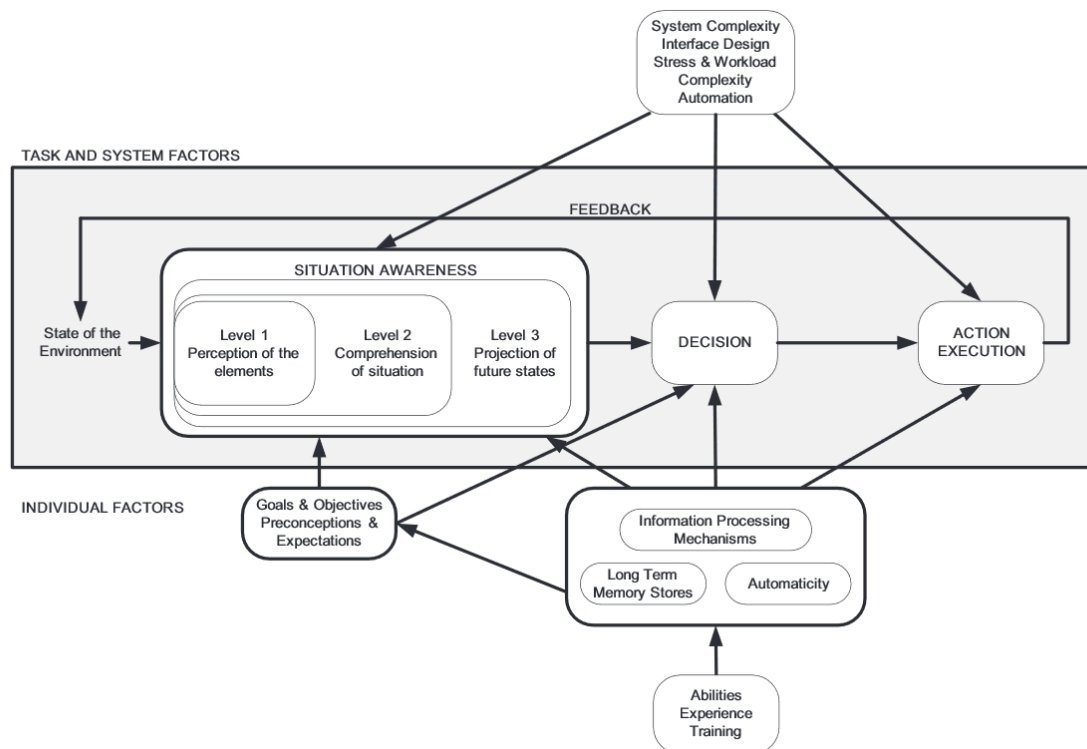 System Complexity
Interface Design
Stress & Workload
Complexity
Automation
TASK AND SYSTEM FACTORS
FEEDBACK
SITUATION AWARENESS
State of the
Environment
Level 1
Perception of the
elements
Level 2
Comprehension
of situation
Level 3
Projection of
future states
DECISION
ACTION
EXECUTION
INDIVIDUAL FACTORS
Goals & Objectives
Preconceptions &
Expectations
Information Processing
Mechanisms
Long Term
Memory Stores
Automaticity
Abilities
Experience
Training